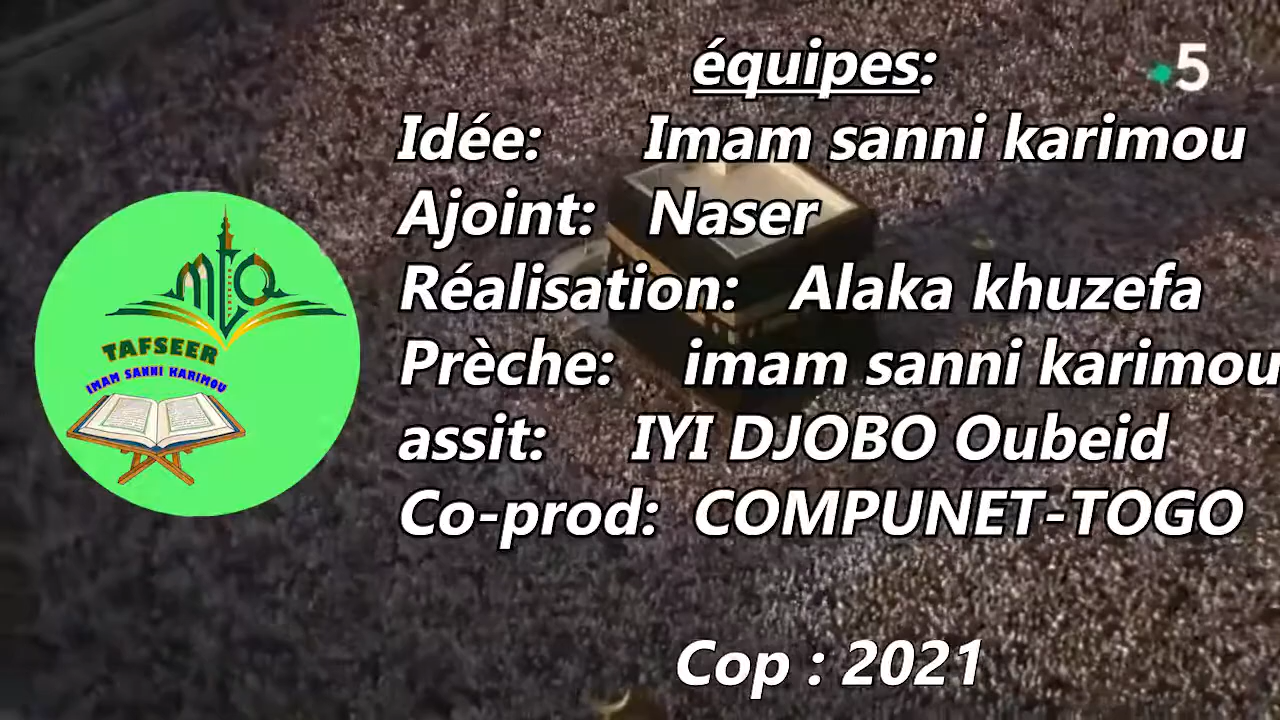 équipes:
5
Idée: Imam sanni karimou
Ajoint: Naser
Réalisation: Alaka khuzefa
Prèche: imam sanni karimou
assit: IYI DJOBO Oubeid
Co-prod: COMPUNET-TOGO
Cop : 2021
TAFSEER
IMAM SANNI KARIMOU